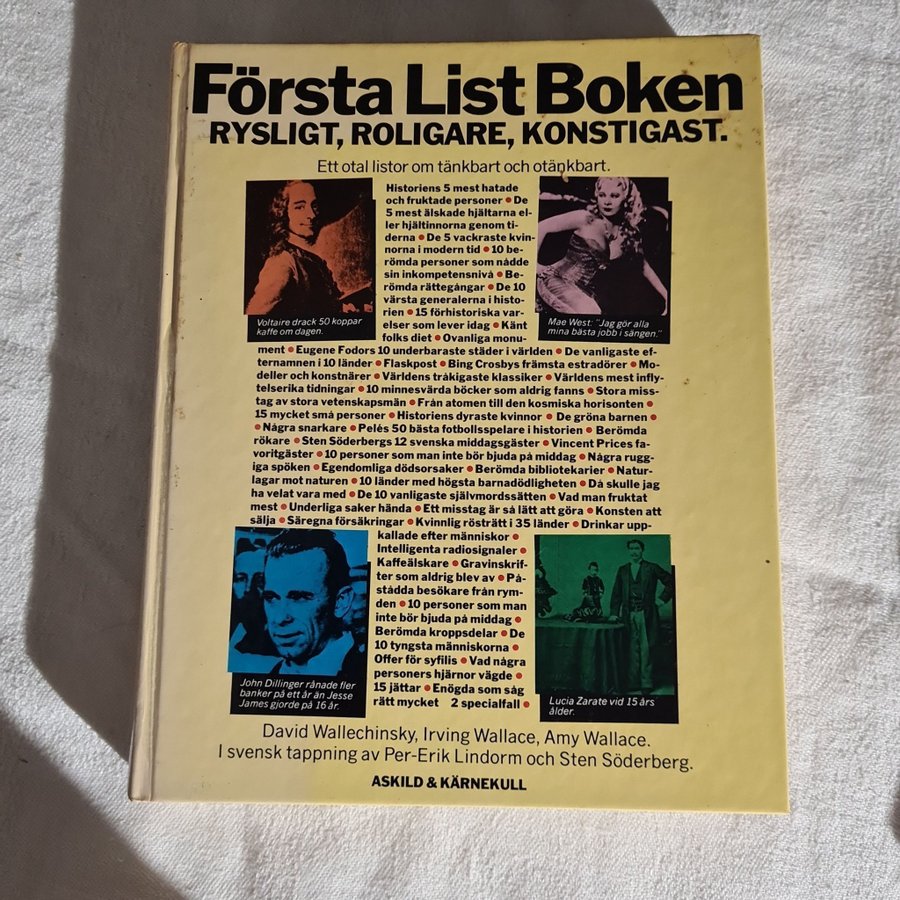 Första List Boken
RYSLIGT, ROLIGARE, KONSTIGAST.
Ett otal listor om tänkbart och otänkbart.
Historiens 5 mest hatade
och fruktade personer • De
5 mest älskade hjältarna el-
ler hjältinnorna genom ti-
derna • De 5 vackraste kvin-
norna i modern tid • 10 be-
römda personer som nådde
sin inkompetensnivå • Be-
römda rättegångar • De 10
värsta generalerna i histo-
rien • 15 förhistoriska var-
elser som lever idag • Känt
folks diet • Ovanliga monu-
Voltaire drack 50 koppar
kaffe om dagen.
Mae West: "Jag gör alla
mina bästa jobb i sängen."
ment • Eugene Fodors 10 underbaraste städer i världen • De vanligaste ef-
ternamnen i 10 länder • Flaskpost • Bing Crosbys främsta estradörer • Mo-
deller och konstnärer • Världens tråkigaste klassiker • Världens mest infly-
telserika tidningar • 10 minnesvärda böcker som aldrig fanns • Stora miss-
tag av stora vetenskapsmän • Från atomen till den kosmiska horisonten •
15 mycket små personer • Historiens dyraste kvinnor • De gröna barnen •
• Några snarkare • Pelés 50 bästa fotbollsspelare i historien • Berömda
rökare • Sten Söderbergs 12 svenska middagsgäster • Vincent Prices fa-
voritgäster • 10 personer som man inte bör bjuda på middag • Några rugg-
iga spöken • Egendomliga dödsorsaker • Berömda bibliotekarier • Natur-
lagar mot naturen • 10 länder med högsta barnadödligheten • Då skulle jag
ha velat vara med • De 10 vanligaste självmordssätten • Vad man fruktat
mest • Underliga saker hända • Ett misstag är så lätt att göra • Konsten att
sälja • Säregna försäkringar • Kvinnlig rösträtt i 35 länder • Drinkar upp-
kallade efter människor •
Intelligenta radiosignaler •
Kaffeälskare • Gravinskrif-
ter som aldrig blev av • På-
stådda besökare från rym-
den • 10 personer som man
inte bör bjuda på middag •
Berömda kroppsdelar • De
10 tyngsta människorna •
Offer för syfilis • Vad några
personers hjärnor vägde •
15 jättar • Enögda som såg
rätt mycket 2 specialfall •
John Dillinger rånade fler
banker på ett år än Jesse
James gjorde på 16 år.
Lucia Zarate vid 15 års
ålder.
David Wallechinsky, Irving Wallace, Amy Wallace.
I svensk tappning av Per-Erik Lindorm och Sten Söderberg.
ASKILD & KÄRNEKULL